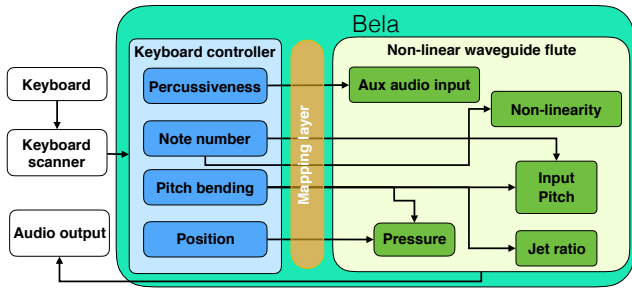 Bela
Keyboard controller
Non-linear waveguide flute
Keyboard
Percussiveness
Aux audio input
Non-linearity
Keyboard
scanner
Note number
Mapping layer
Pitch bending
Input
Pitch
Audio output
Position
Pressure
Jet ratio